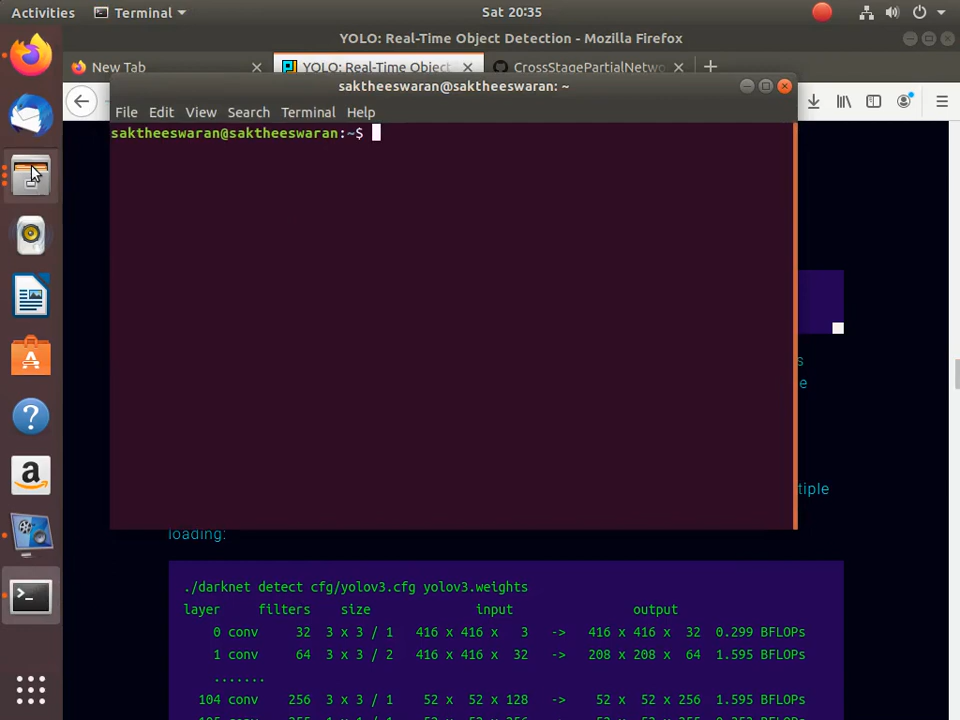 Activities Terminal Sat 20:35
YOLO: Real-Time Object Detection - Mozilla Firefox
New Tab YOLO: Real-Time Object CrossStagePartialNetwo
saktheeswaran@saktheeswaran: ~
File Edit View Search Terminal Help
saktheeswaran@saktheeswaran:~$
s
e
tiple
loading:
./darknet detect cfg/yolov3.cfg yolov3.weights
layer filters size input output
0 conv 32 3 x 3 / 1 416 x 416 x 3 -> 416 x 416 x 32 0.299 BFLOPs
1 conv 64 3 x 3 / 2 416 x 416 x 32 -> 208 x 208 x 64 1.595 BFLOPs
.......
104 conv 256 3 x 3 / 1 52 x 52 x 128 -> 52 x 52 x 256 1.595 BFLOPs